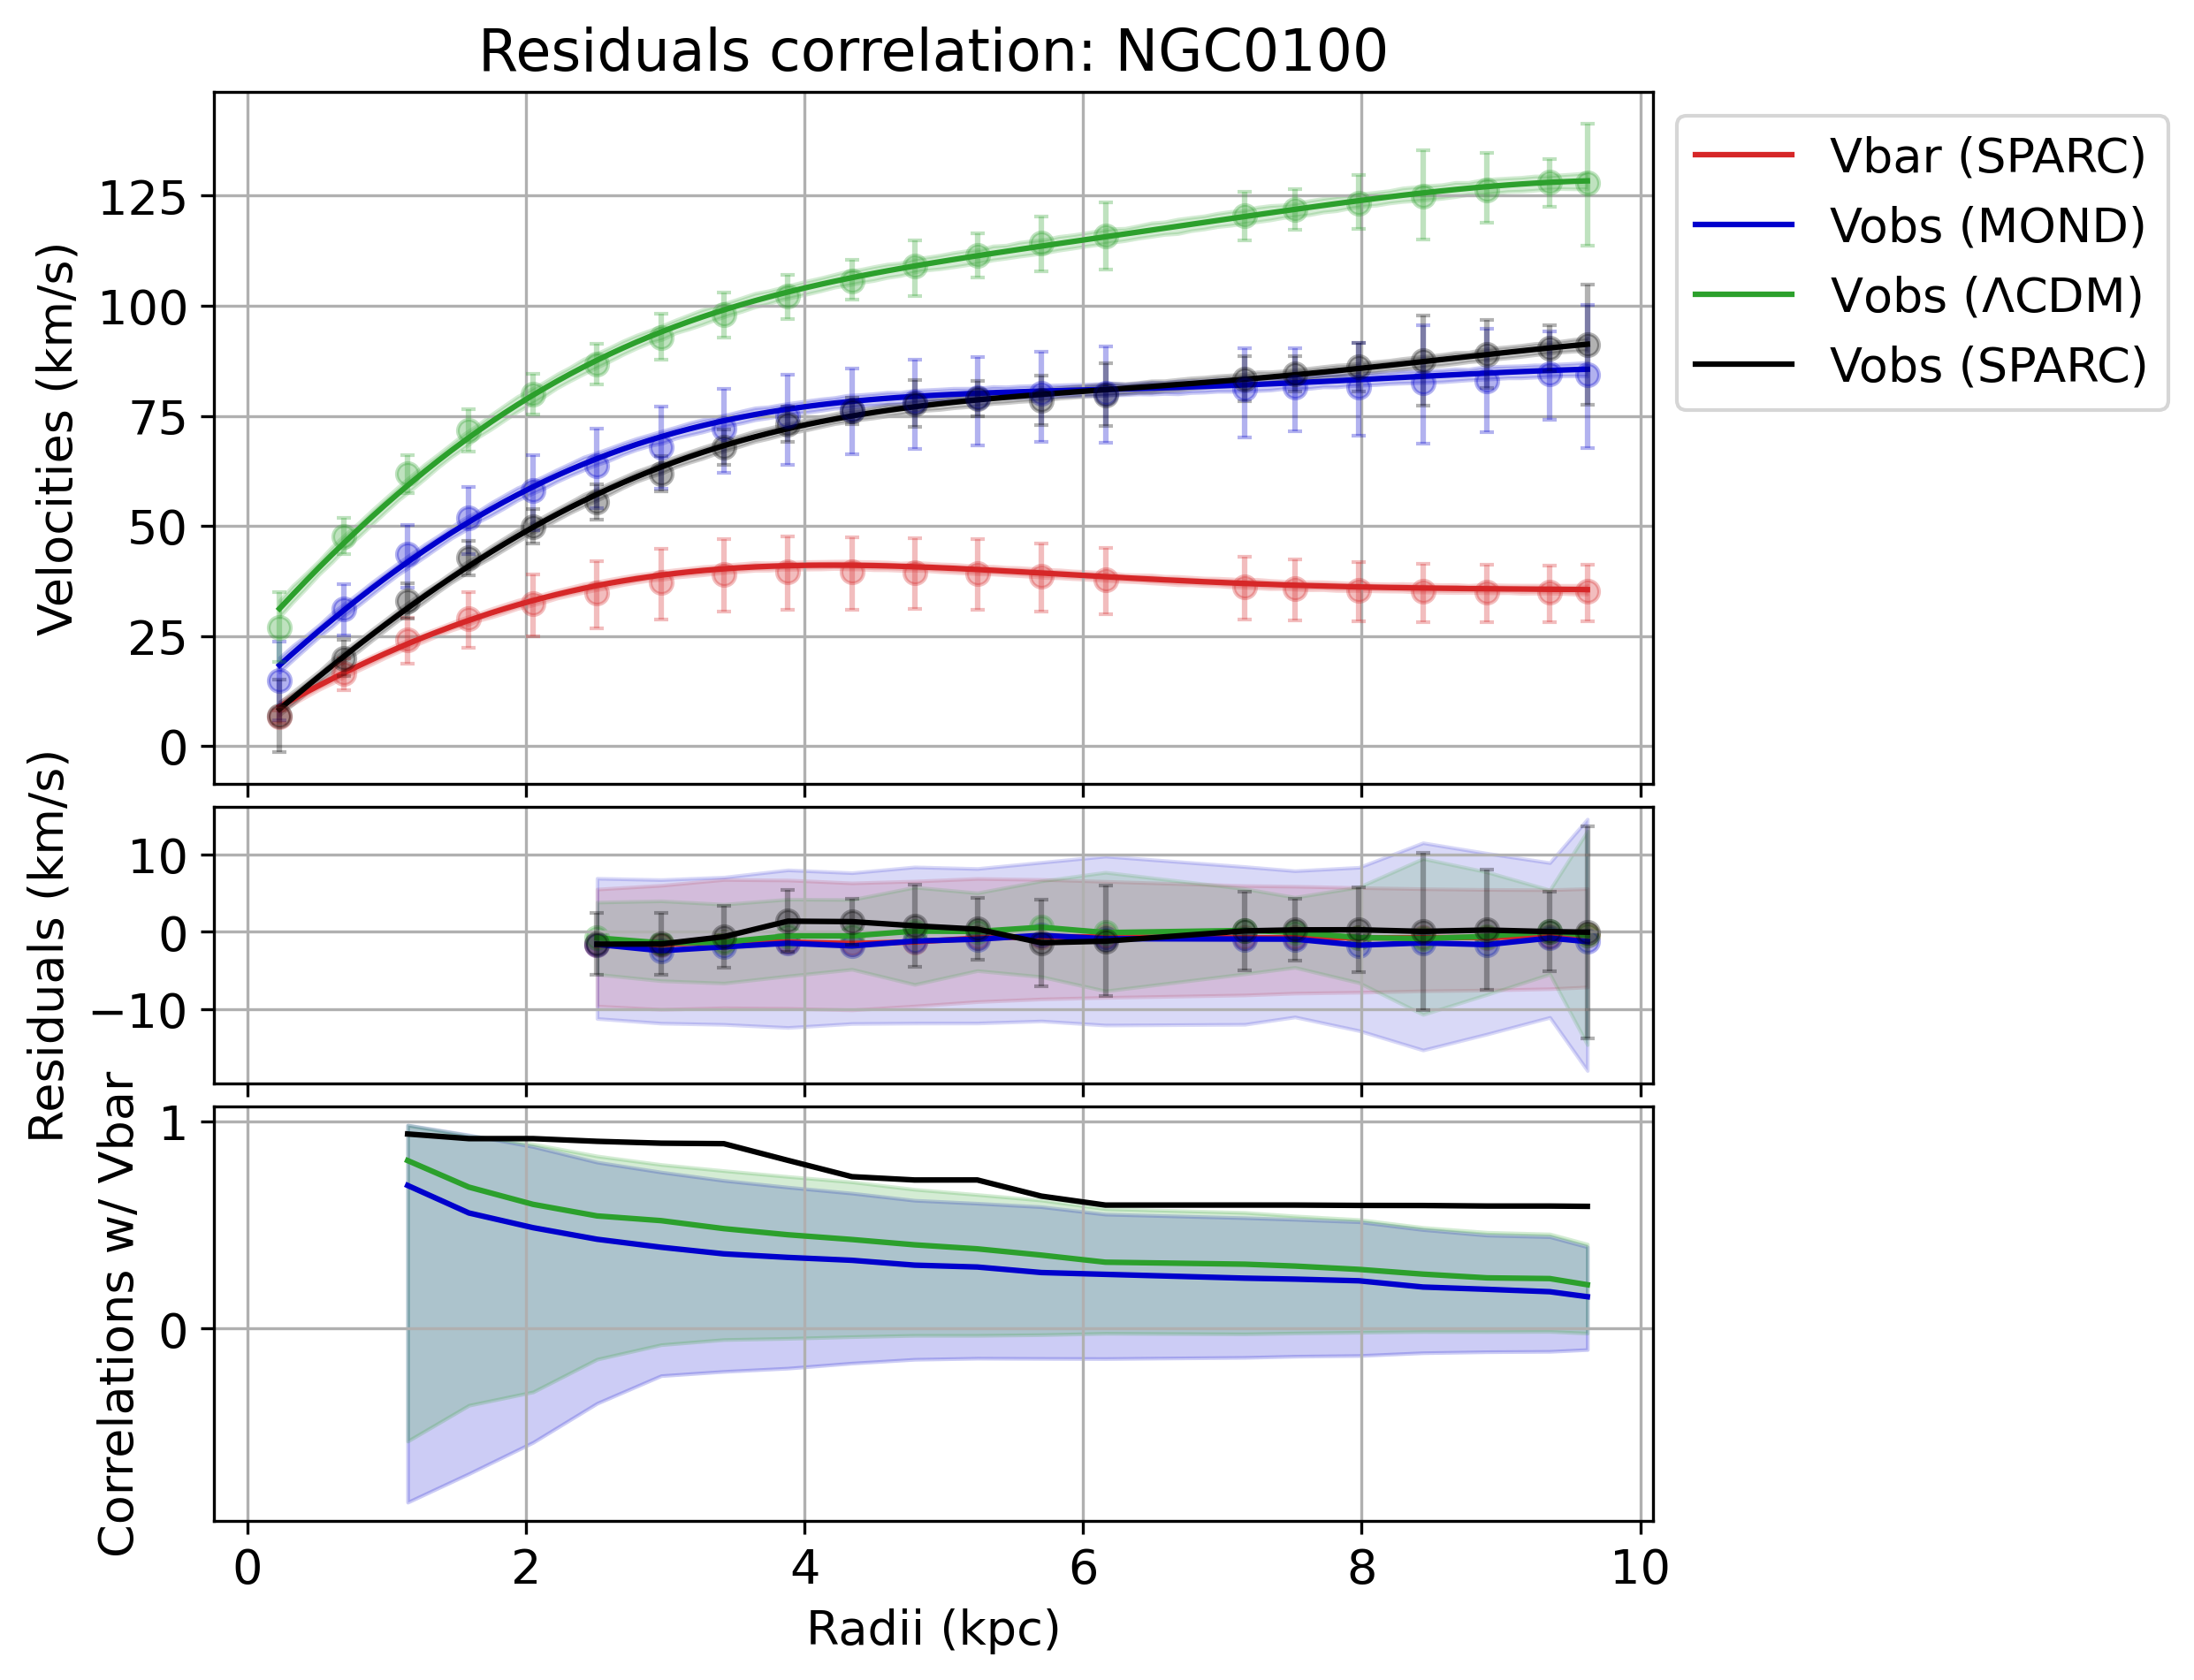 Residuals correlation: NGC0100
Velocities (km/s)
125
100
75
50
25
0
Vbar (SPARC)
Vobs (MOND)
Vobs (ΛCDM)
Vobs (SPARC)
Residuals (km/s)
10
0
−10
Correlations w/ Vbar
1
0
0 2 4 6 8 10
Radii (kpc)